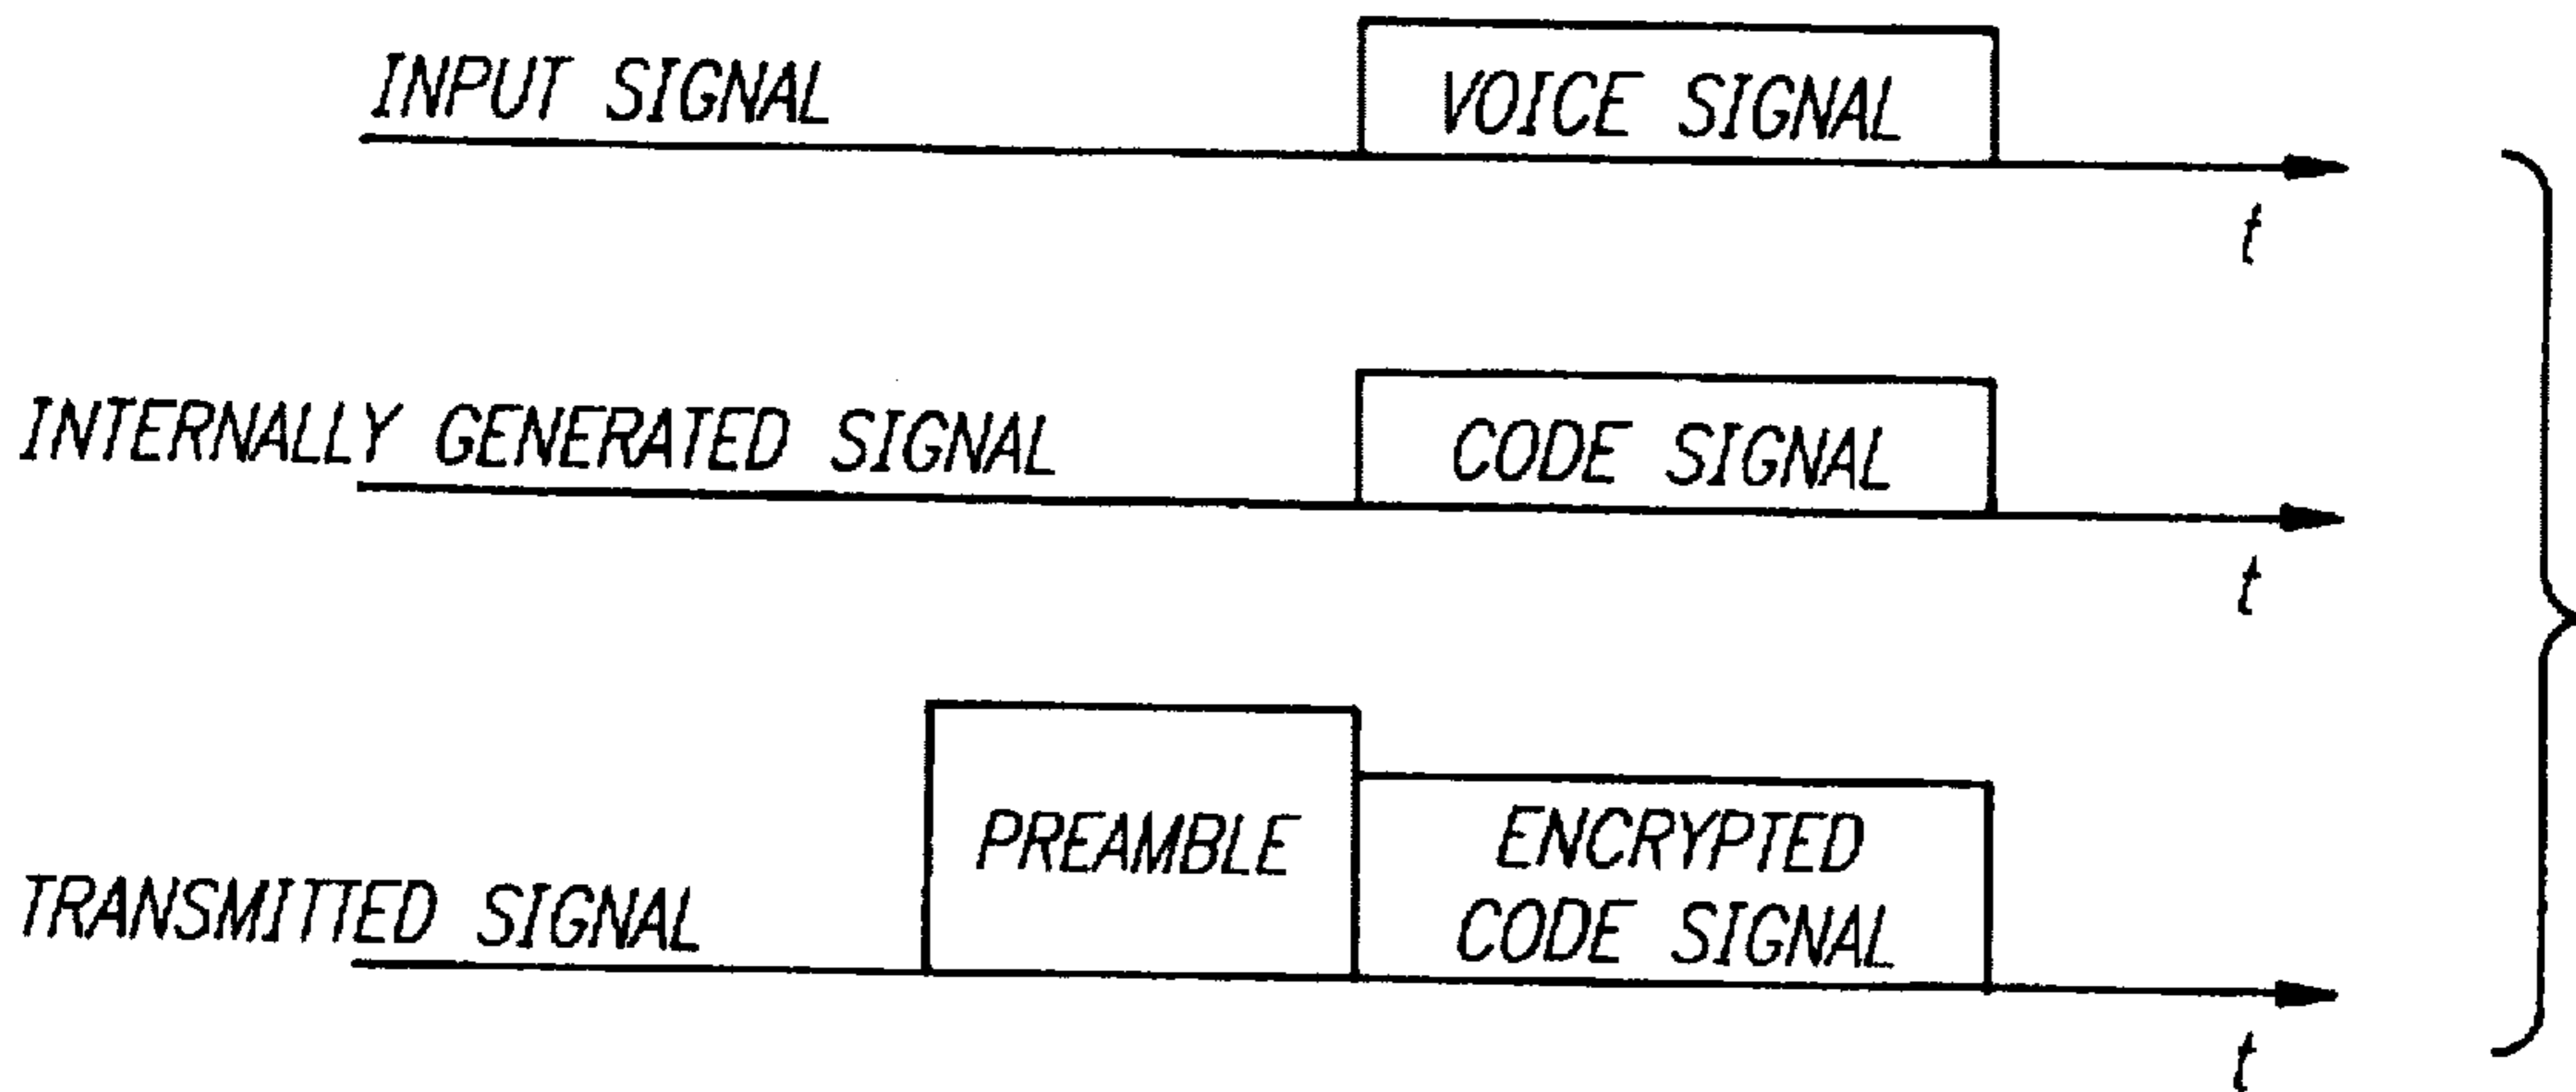 INPUT SIGNAL
VOICE SIGNAL
t
INTERNALLY GENERATED SIGNAL
CODE SIGNAL
t
TRANSMITTED SIGNAL
PREAMBLE
ENCRYPTED
CODE SIGNAL
t